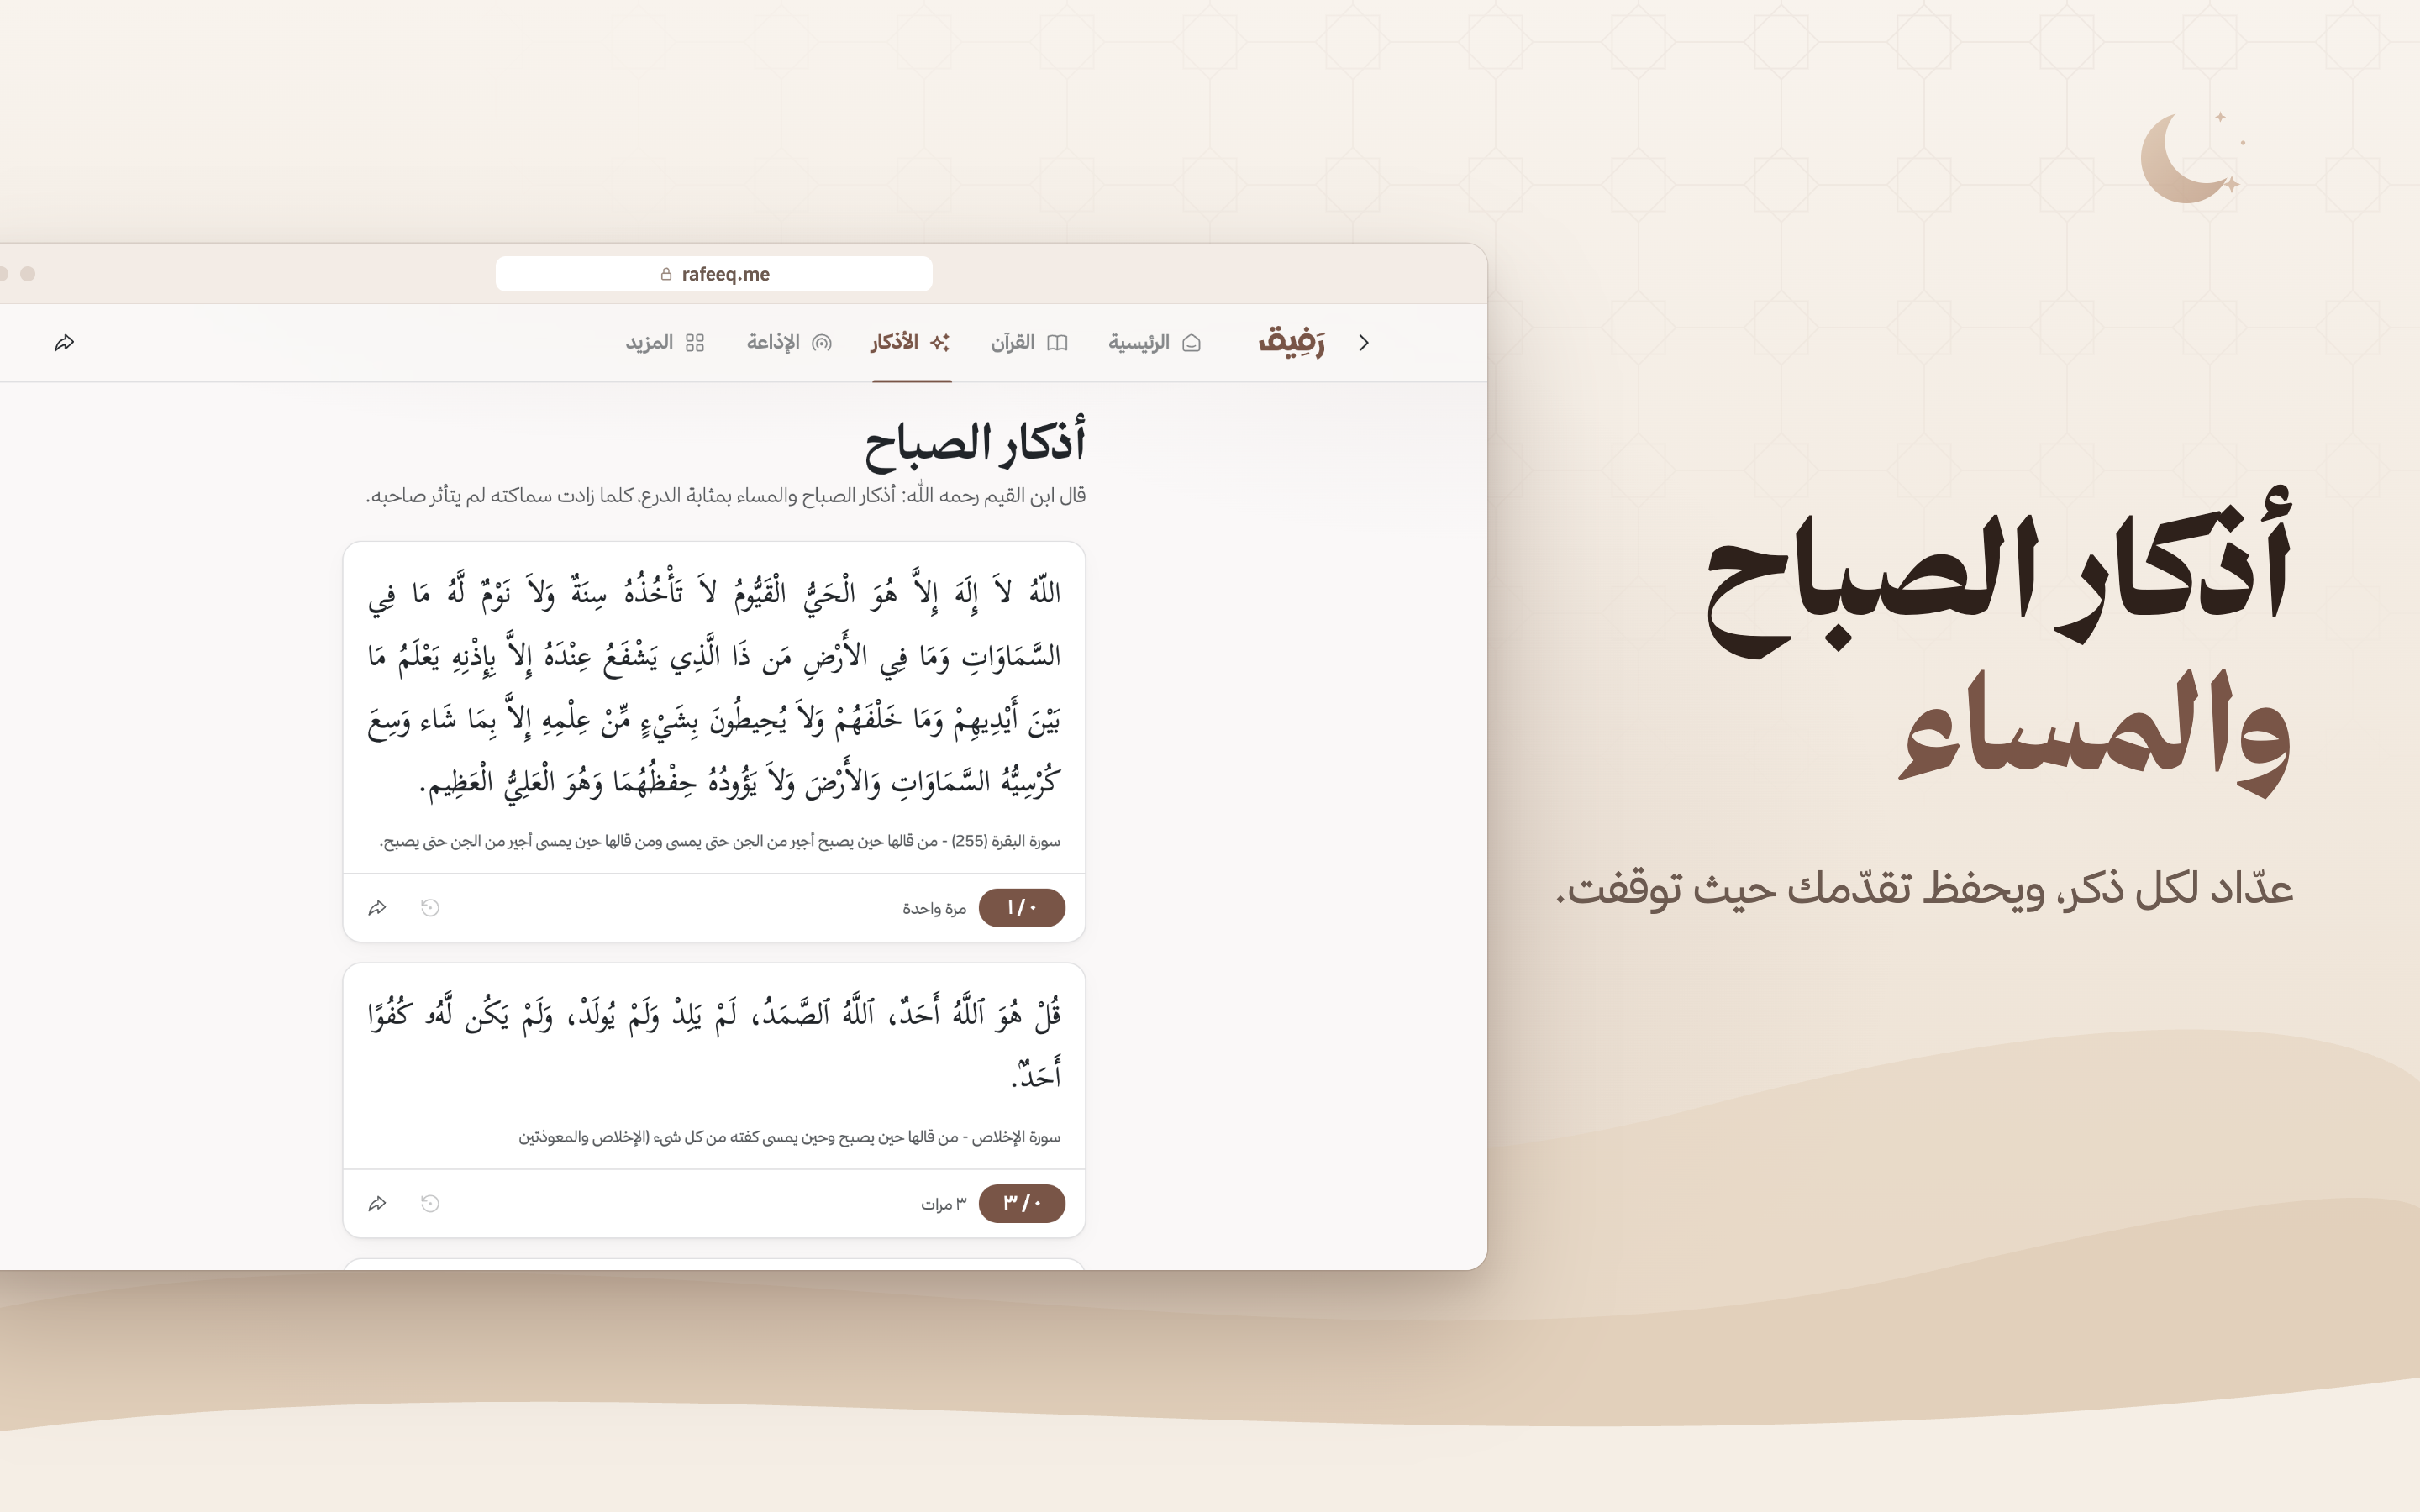 أذكار الصباح
والمساء
عدّاد لكل ذكر، ويحفظ تقدّمك حيث توقفت.
rafeeq.me
رَفِيق
الرئيسية
القرآن
الأذكار
الإذاعة
المزيد
أذكار الصباح
قال ابن القيم رحمه الله: أذكار الصباح والمساء بمثابة الدرع، كلما زادت سماكته لم يتأثر صاحبه.
اللّهُ لاَ إِلَهَ إِلاَّ هُوَ الْحَيُّ الْقَيُّومُ لاَ تَأْخُذُهُ سِنَةٌ وَلاَ نَوْمٌ لَّهُ مَا فِي
السَّمَاوَاتِ وَمَا فِي الأَرْضِ مَن ذَا الَّذِي يَشْفَعُ عِنْدَهُ إِلاَّ بِإِذْنِهِ يَعْلَمُ مَا
بَيْنَ أَيْدِيهِمْ وَمَا خَلْفَهُمْ وَلاَ يُحِيطُونَ بِشَيْءٍ مِّنْ عِلْمِهِ إِلاَّ بِمَا شَاء وَسِعَ
كُرْسِيُّهُ السَّمَاوَاتِ وَالأَرْضَ وَلاَ يَؤُودُهُ حِفْظُهُمَا وَهُوَ الْعَلِيُّ الْعَظِيم.
سورة البقرة (255) - من قالها حين يصبح أجير من الجن حتى يمسى ومن قالها حين يمسى أجير من الجن حتى يصبح.
٠ / ١
مرة واحدة
قُلْ هُوَ ٱللَّهُ أَحَدٌ، ٱللَّهُ ٱلصَّمَدُ، لَمْ يَلِدْ وَلَمْ يُولَدْ، وَلَمْ يَكُن لَّهُۥ كُفُوًا
أَحَدٌۢ.
سورة الإخلاص - من قالها حين يصبح وحين يمسى كفته من كل شىء (الإخلاص والمعوذتين
٠ / ٣
٣ مرات